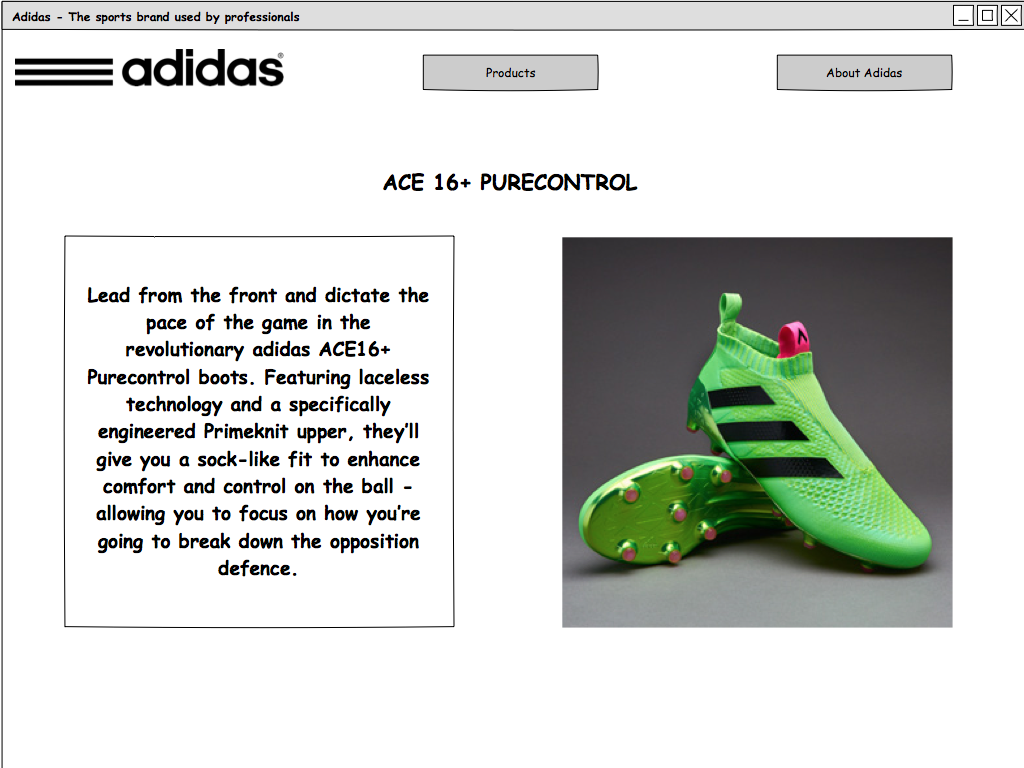 Adidas - The sports brand used by professionals
adidas®
Products
About Adidas
ACE 16+ PURECONTROL
Lead from the front and dictate the
pace of the game in the
revolutionary adidas ACE16+
Purecontrol boots. Featuring laceless
technology and a specifically
engineered Primeknit upper, they'll
give you a sock-like fit to enhance
comfort and control on the ball -
allowing you to focus on how you're
going to break down the opposition
defence.